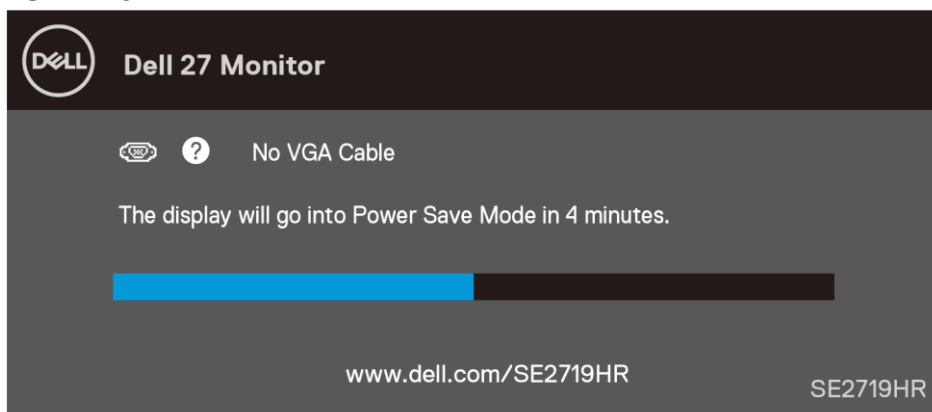 DELL
Dell 27 Monitor
? No VGA Cable
The display will go into Power Save Mode in 4 minutes.
www.dell.com/SE2719HR
SE2719HR